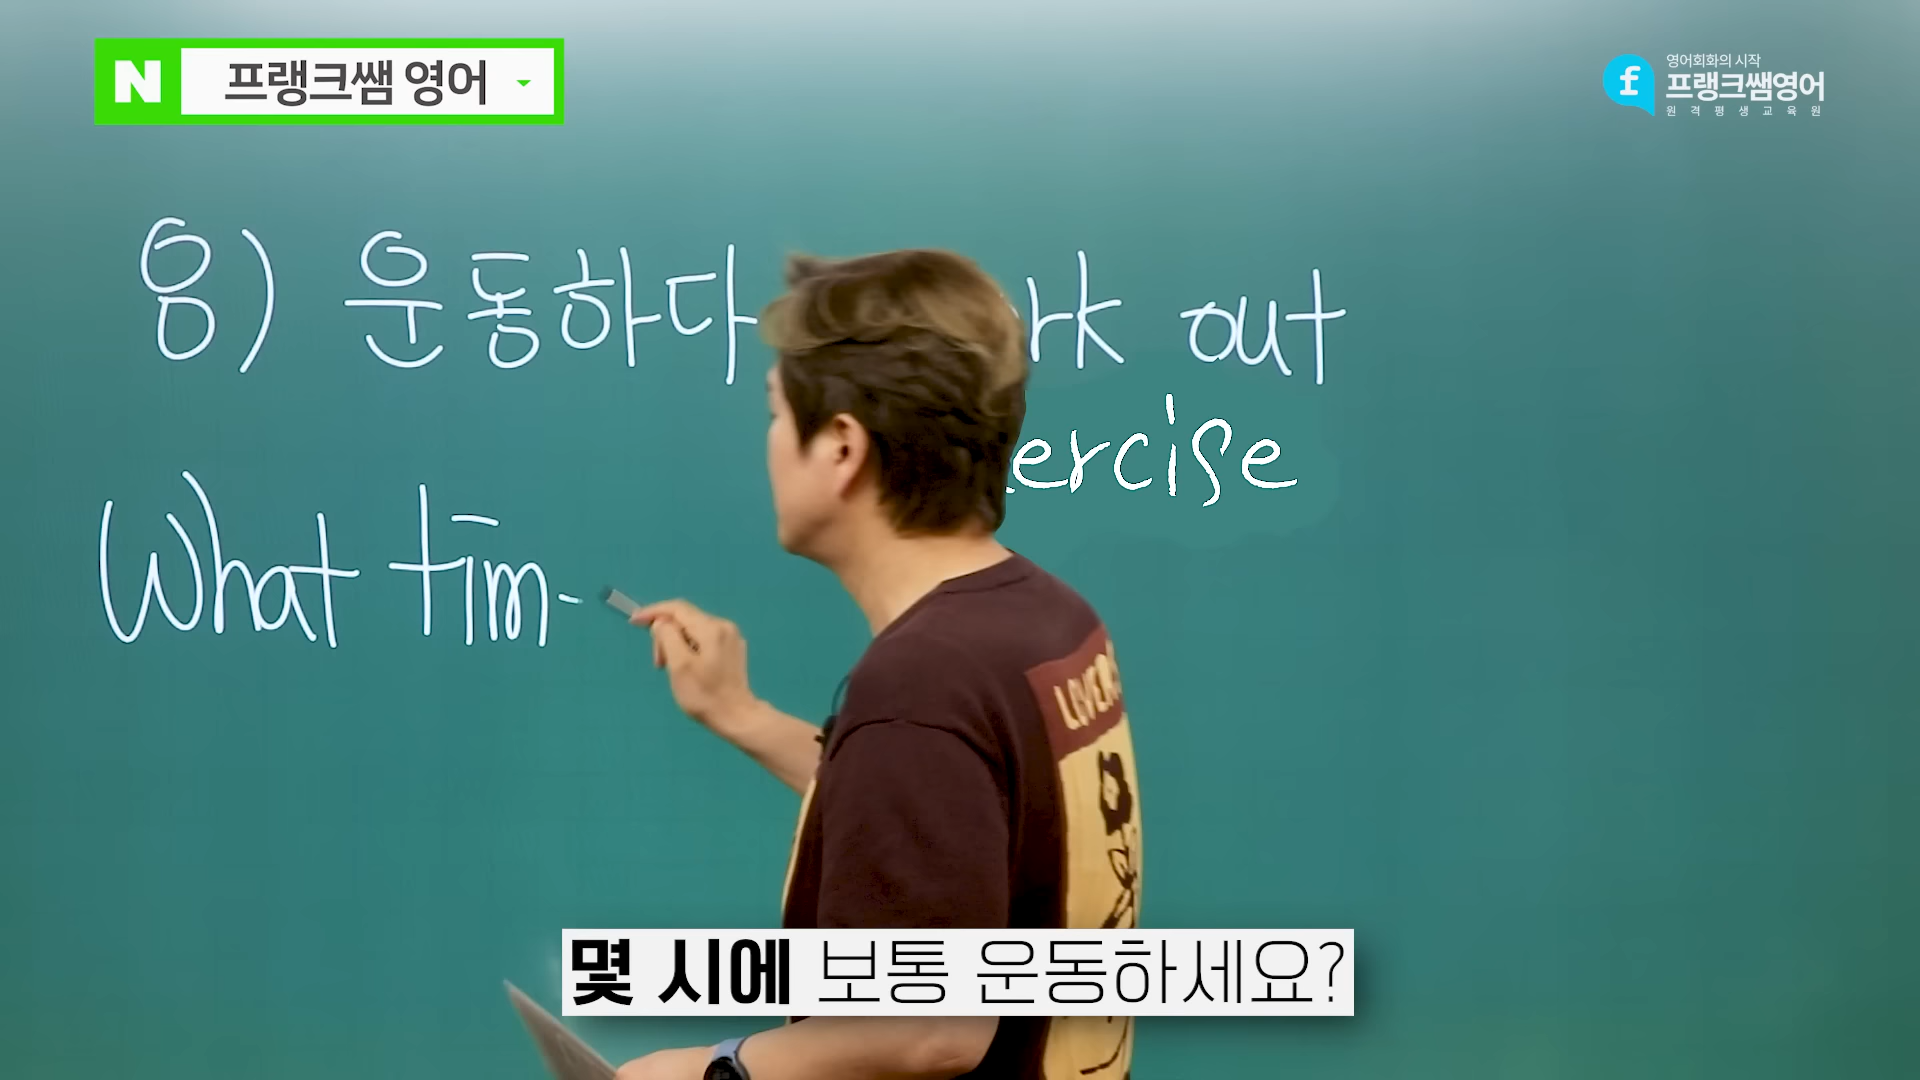 N 프랭크쌤 영어
f 영어회화의 시작
프랭크쌤영어
원격평생교육원
용) 운동하다 rk out
ercise
What tim
몇 시에 보통 운동하세요?